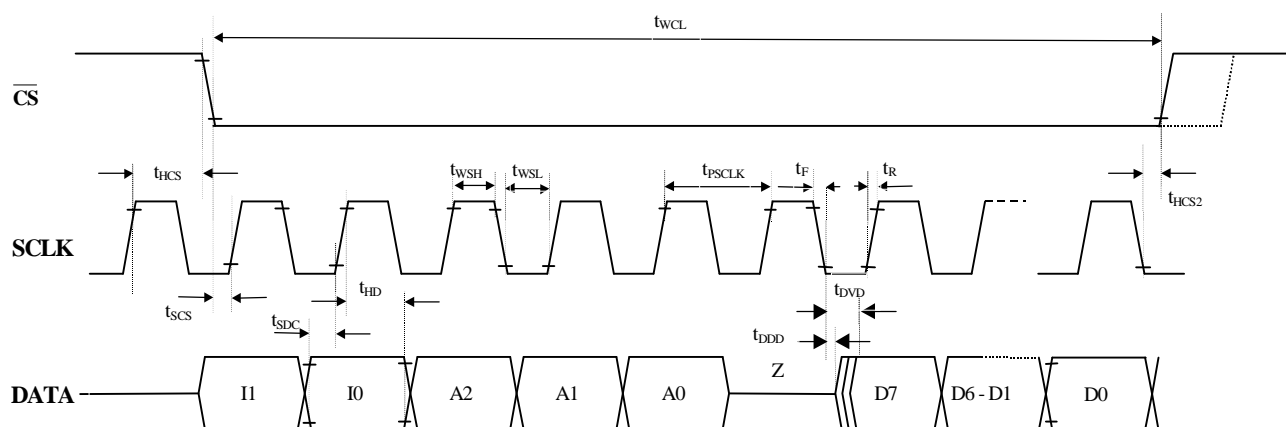 tWCL
CS
tHCS tWSH tWSL tPSCLK tF tR
tHCS2
SCLK
tSCS tHD tDVD
tSDC tDDD
Z
DATA I1 I0 A2 A1 A0 D7 D6 - D1 D0